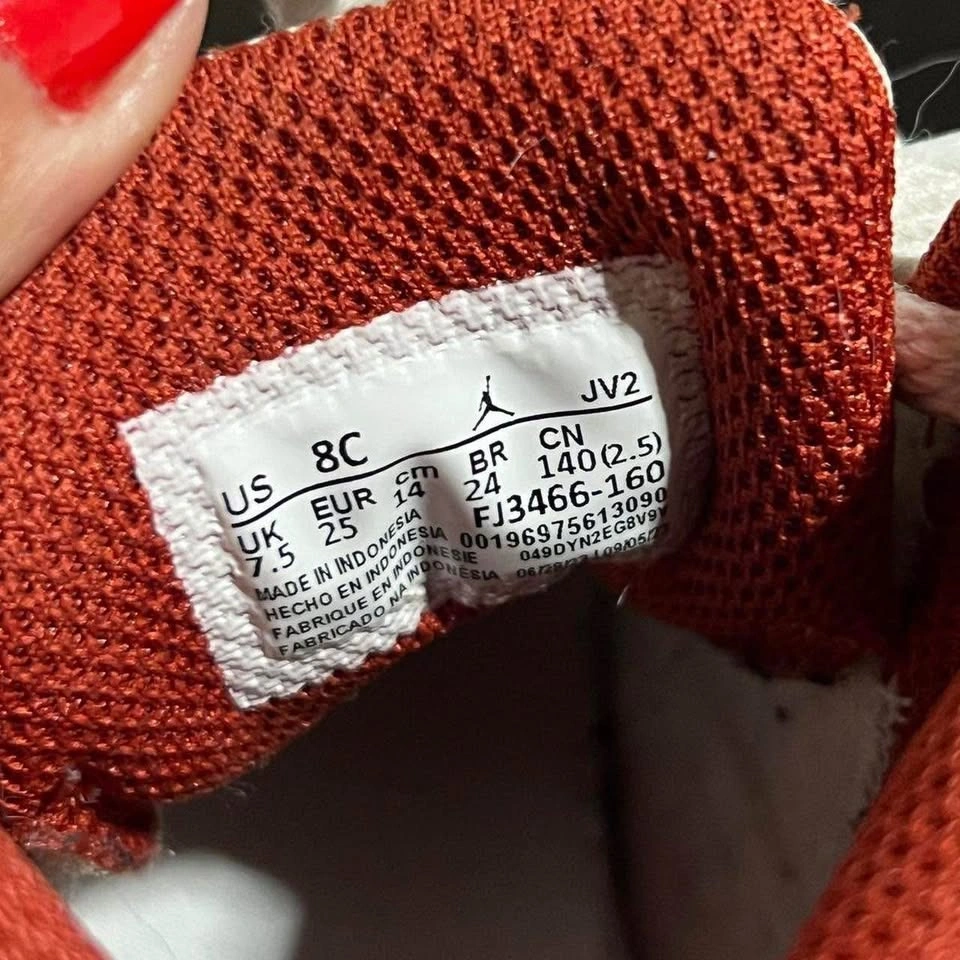 US 8C JV2
UK EUR cm BR CN
7.5 25 14 24 140(2.5)
FJ3466-160
00196975613090
MADE IN INDONESIA
HECHO EN INDONESIA
FABRIQUE EN INDONESIE
FABRICADO NA INDONESIA